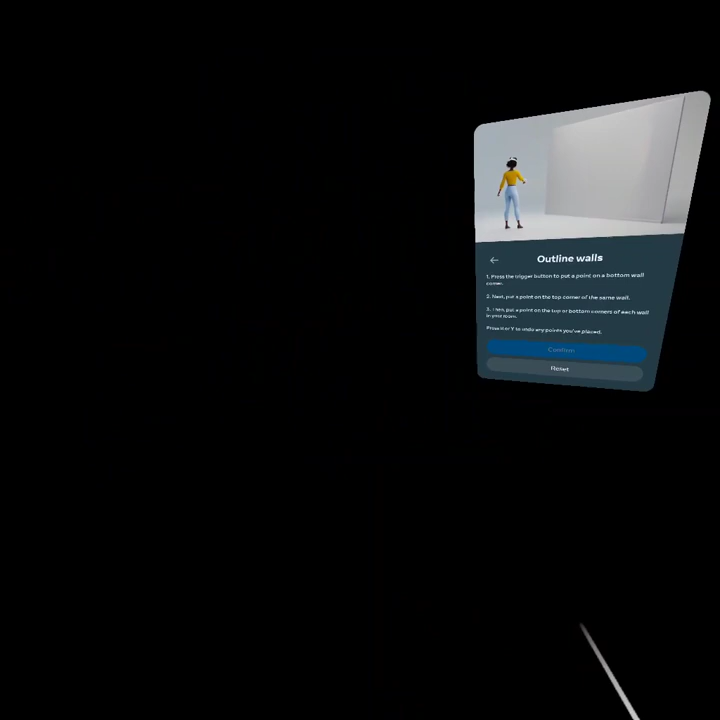 Outline walls
1. Press the trigger button to put a point on a bottom wall
corner.
2. Next, put a point on the top corner of the same wall.
3. Then, put a point on the top or bottom corners of each wall
in your room.
Press B or Y to undo any points you've placed.
Confirm
Reset